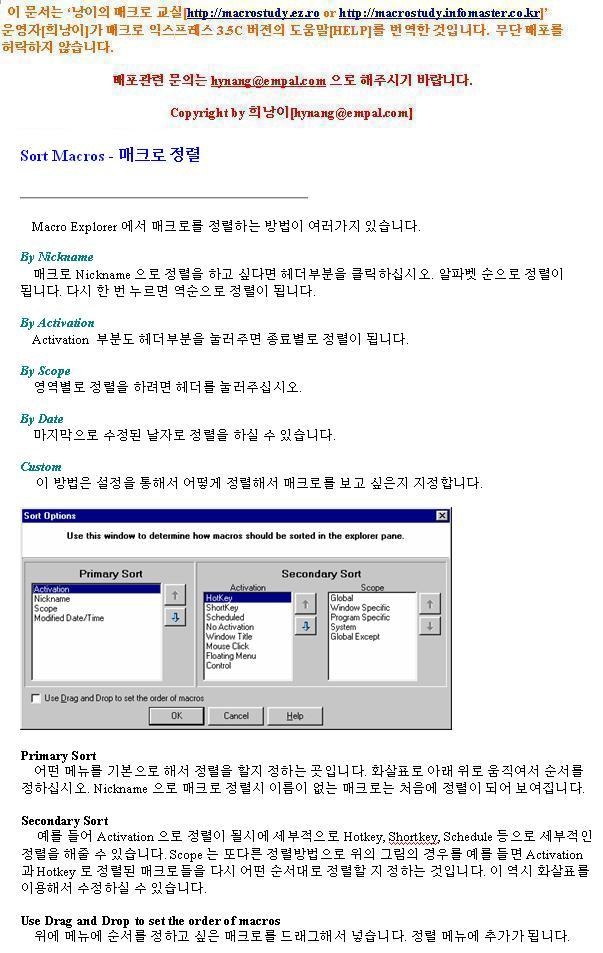 이 문서는 ‘낭이의 매크로 교실[http://macrostudy.ez.ro or http://macrostudy.infomaster.co.kr]’
운영자[희낭이]가 매크로 익스프레스 3.5C 버젼의 도움말[HELP]를 번역한 것입니다. 무단 배포를
허락하지 않습니다.
배포관련 문의는 hynang@empal.com 으로 해주시기 바랍니다.
Copyright by 희낭이[hynang@empal.com]
Sort Macros - 매크로 정렬
Macro Explorer 에서 매크로를 정렬하는 방법이 여러가지 있습니다.
By Nickname
매크로 Nickname 으로 정렬을 하고 싶다면 헤더부분을 클릭하십시오. 알파벳 순으로 정렬이
됩니다. 다시 한 번 누르면 역순으로 정렬이 됩니다.
By Activation
Activation 부분도 헤더부분을 눌러주면 종료별로 정렬이 됩니다.
By Scope
영역별로 정렬을 하려면 헤더를 눌러주십시오.
By Date
마지막으로 수정된 날자로 정렬을 하실 수 있습니다.
Custom
이 방법은 설정을 통해서 어떻게 정렬해서 매크로를 보고 싶은지 지정합니다.
Sort Options
Use this window to determine how macros should be sorted in the explorer pane.
Primary Sort
Activation
Nickname
Scope
Modified Date/Time
Secondary Sort
Activation
HotKey
ShortKey
Scheduled
No Activation
Window Title
Mouse Click
Floating Menu
Control
Scope
Global
Window Specific
Program Specific
System
Global Except
Use Drag and Drop to set the order of macros
OK
Cancel
Help
Primary Sort
어떤 메뉴를 기본으로 해서 정렬을 할지 정하는 곳입니다. 화살표로 아래 위로 움직여서 순서를
정하십시오. Nickname 으로 매크로 정렬시 이름이 없는 매크로는 처음에 정렬이 되어 보여집니다.
Secondary Sort
예를 들어 Activation 으로 정렬이 될시에 세부적으로 Hotkey, Shortkey, Schedule 등으로 세부적인
정렬을 해줄 수 있습니다. Scope 는 또다른 정렬방법으로 위의 그림의 경우를 예를 들면 Activation
과 Hotkey 로 정렬된 매크로들을 다시 어떤 순서대로 정렬할 지 정하는 것입니다. 이 역시 화살표를
이용해서 수정하실 수 있습니다.
Use Drag and Drop to set the order of macros
위에 메뉴에 순서를 정하고 싶은 매크로를 드래그해서 넣습니다. 정렬 메뉴에 추가가 됩니다.